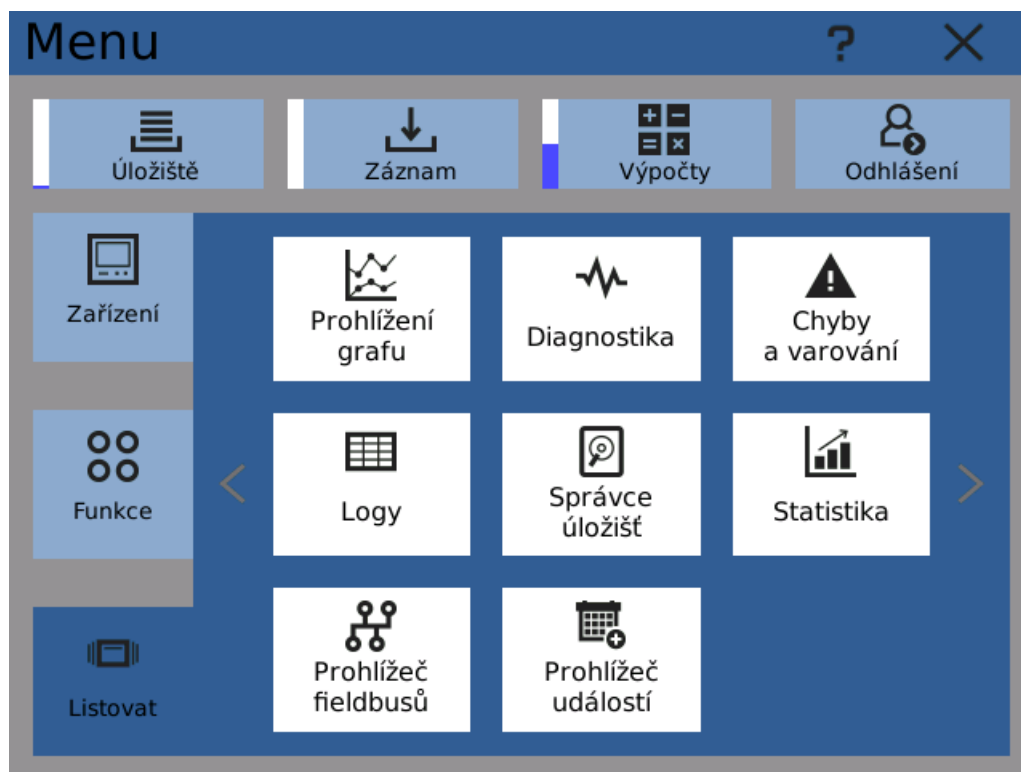 Menu
?
Úložiště
Záznam
Výpočty
Odhlášení
Zařízení
Funkce
Listovat
Prohlížení
grafu
Diagnostika
Chyby
a varování
Logy
Správce
úložišť
Statistika
Prohlížeč
fieldbusů
Prohlížeč
událostí